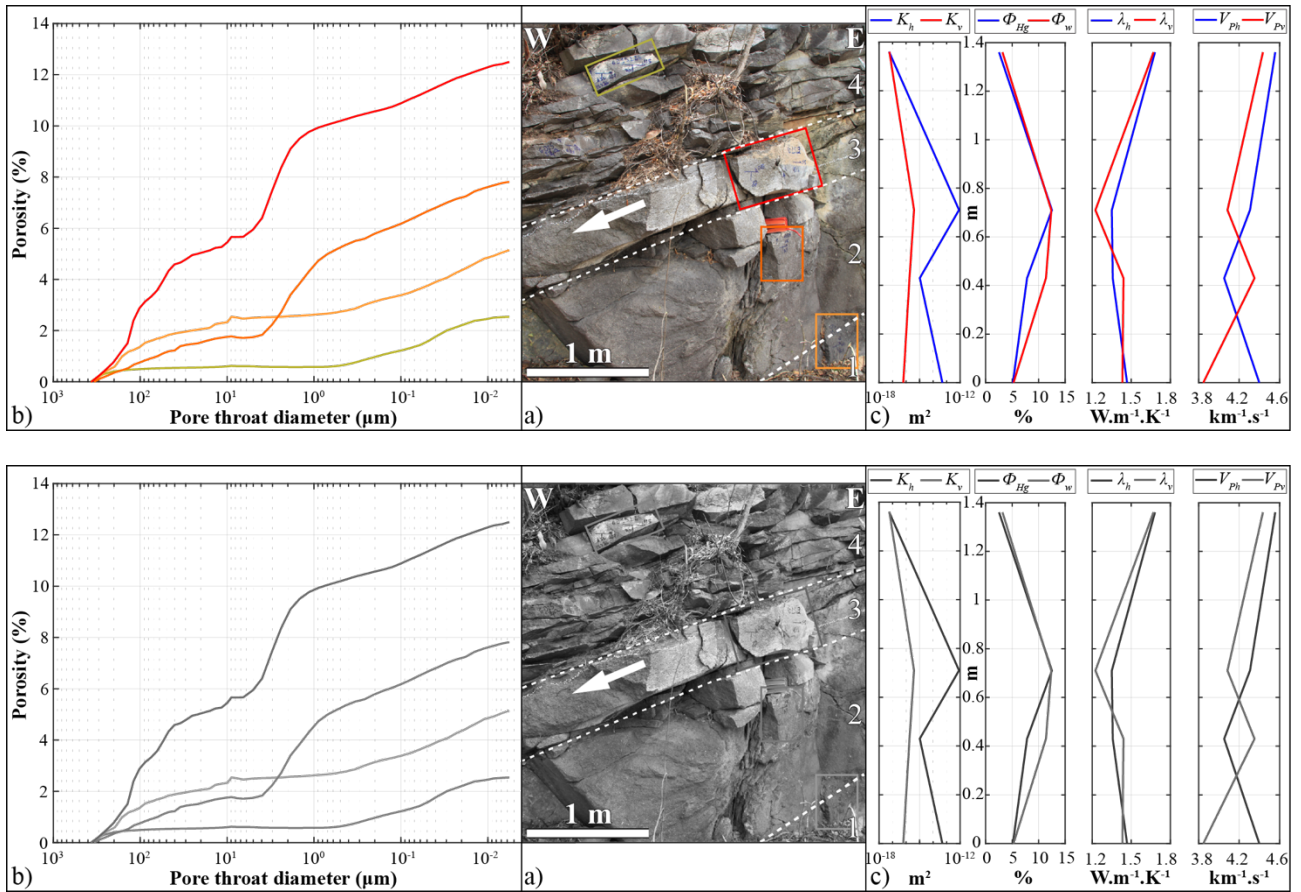 14
12
10
8
6
4
2
0
Porosity (%)
10³ 10² 10¹ 10⁰ 10⁻¹ 10⁻²
b) Pore throat diameter (μm)
W E
4
3
2
1
1 m
a)
K_h K_v
Φ_Hg Φ_w
λ_h λ_v
V_Ph V_Pv
1.4
1.2
1
0.8
m
0.6
0.4
0.2
0
10⁻¹⁸ 10⁻¹²
0 5 10 15
1.2 1.8
3.8 4.2 4.6
c) m² % W.m⁻¹.K⁻¹ km⁻¹.s⁻¹
14
12
10
8
6
4
2
0
Porosity (%)
10³ 10² 10¹ 10⁰ 10⁻¹ 10⁻²
b) Pore throat diameter (μm)
W E
4
3
2
1
1 m
a)
K_h K_v
Φ_Hg Φ_w
λ_h λ_v
V_Ph V_Pv
1.4
1.2
1
0.8
m
0.6
0.4
0.2
0
10⁻¹⁸ 10⁻¹²
0 5 10 15
1.2 1.8
3.8 4.2 4.6
c) m² % W.m⁻¹.K⁻¹ km⁻¹.s⁻¹